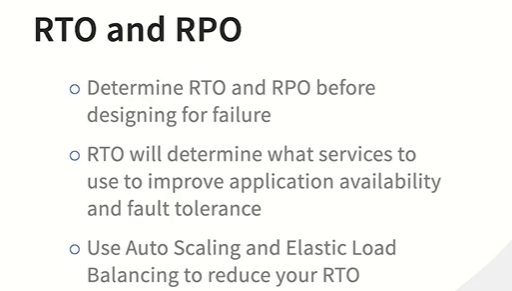 RTO and RPO
Determine RTO and RPO before
designing for failure
RTO will determine what services to
use to improve application availability
and fault tolerance
Use Auto Scaling and Elastic Load
Balancing to reduce your RTO